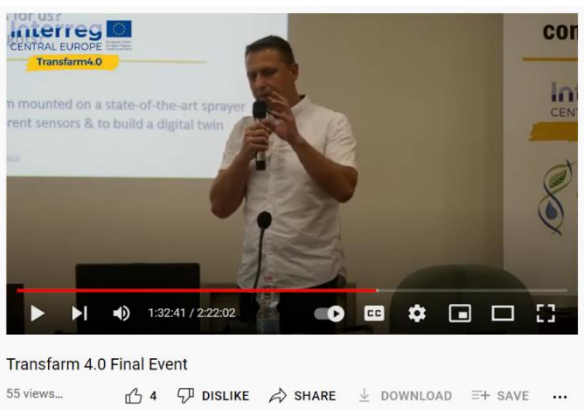 s for us?
Interreg
CENTRAL EUROPE
Transfarm4.0
n mounted on a state-of-the-art sprayer
rent sensors & to build a digital twin
con
In
CEN
1:32:41 / 2:22:02
CC
Transfarm 4.0 Final Event
55 views...
4
DISLIKE
SHARE
DOWNLOAD
SAVE